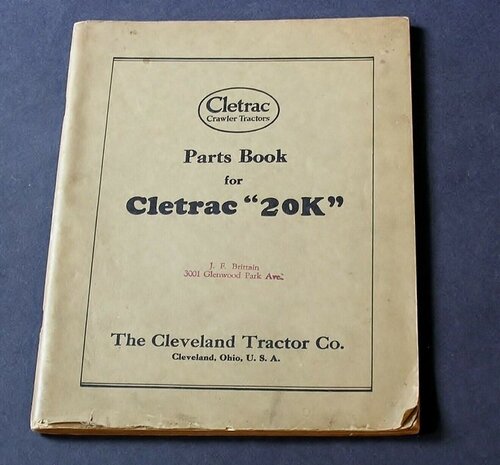 Cletrac
Crawler Tractors
Parts Book
for
Cletrac "20K"
J. F. Brittain
3001 Glenwood Park Ave.
The Cleveland Tractor Co.
Cleveland, Ohio, U. S. A.